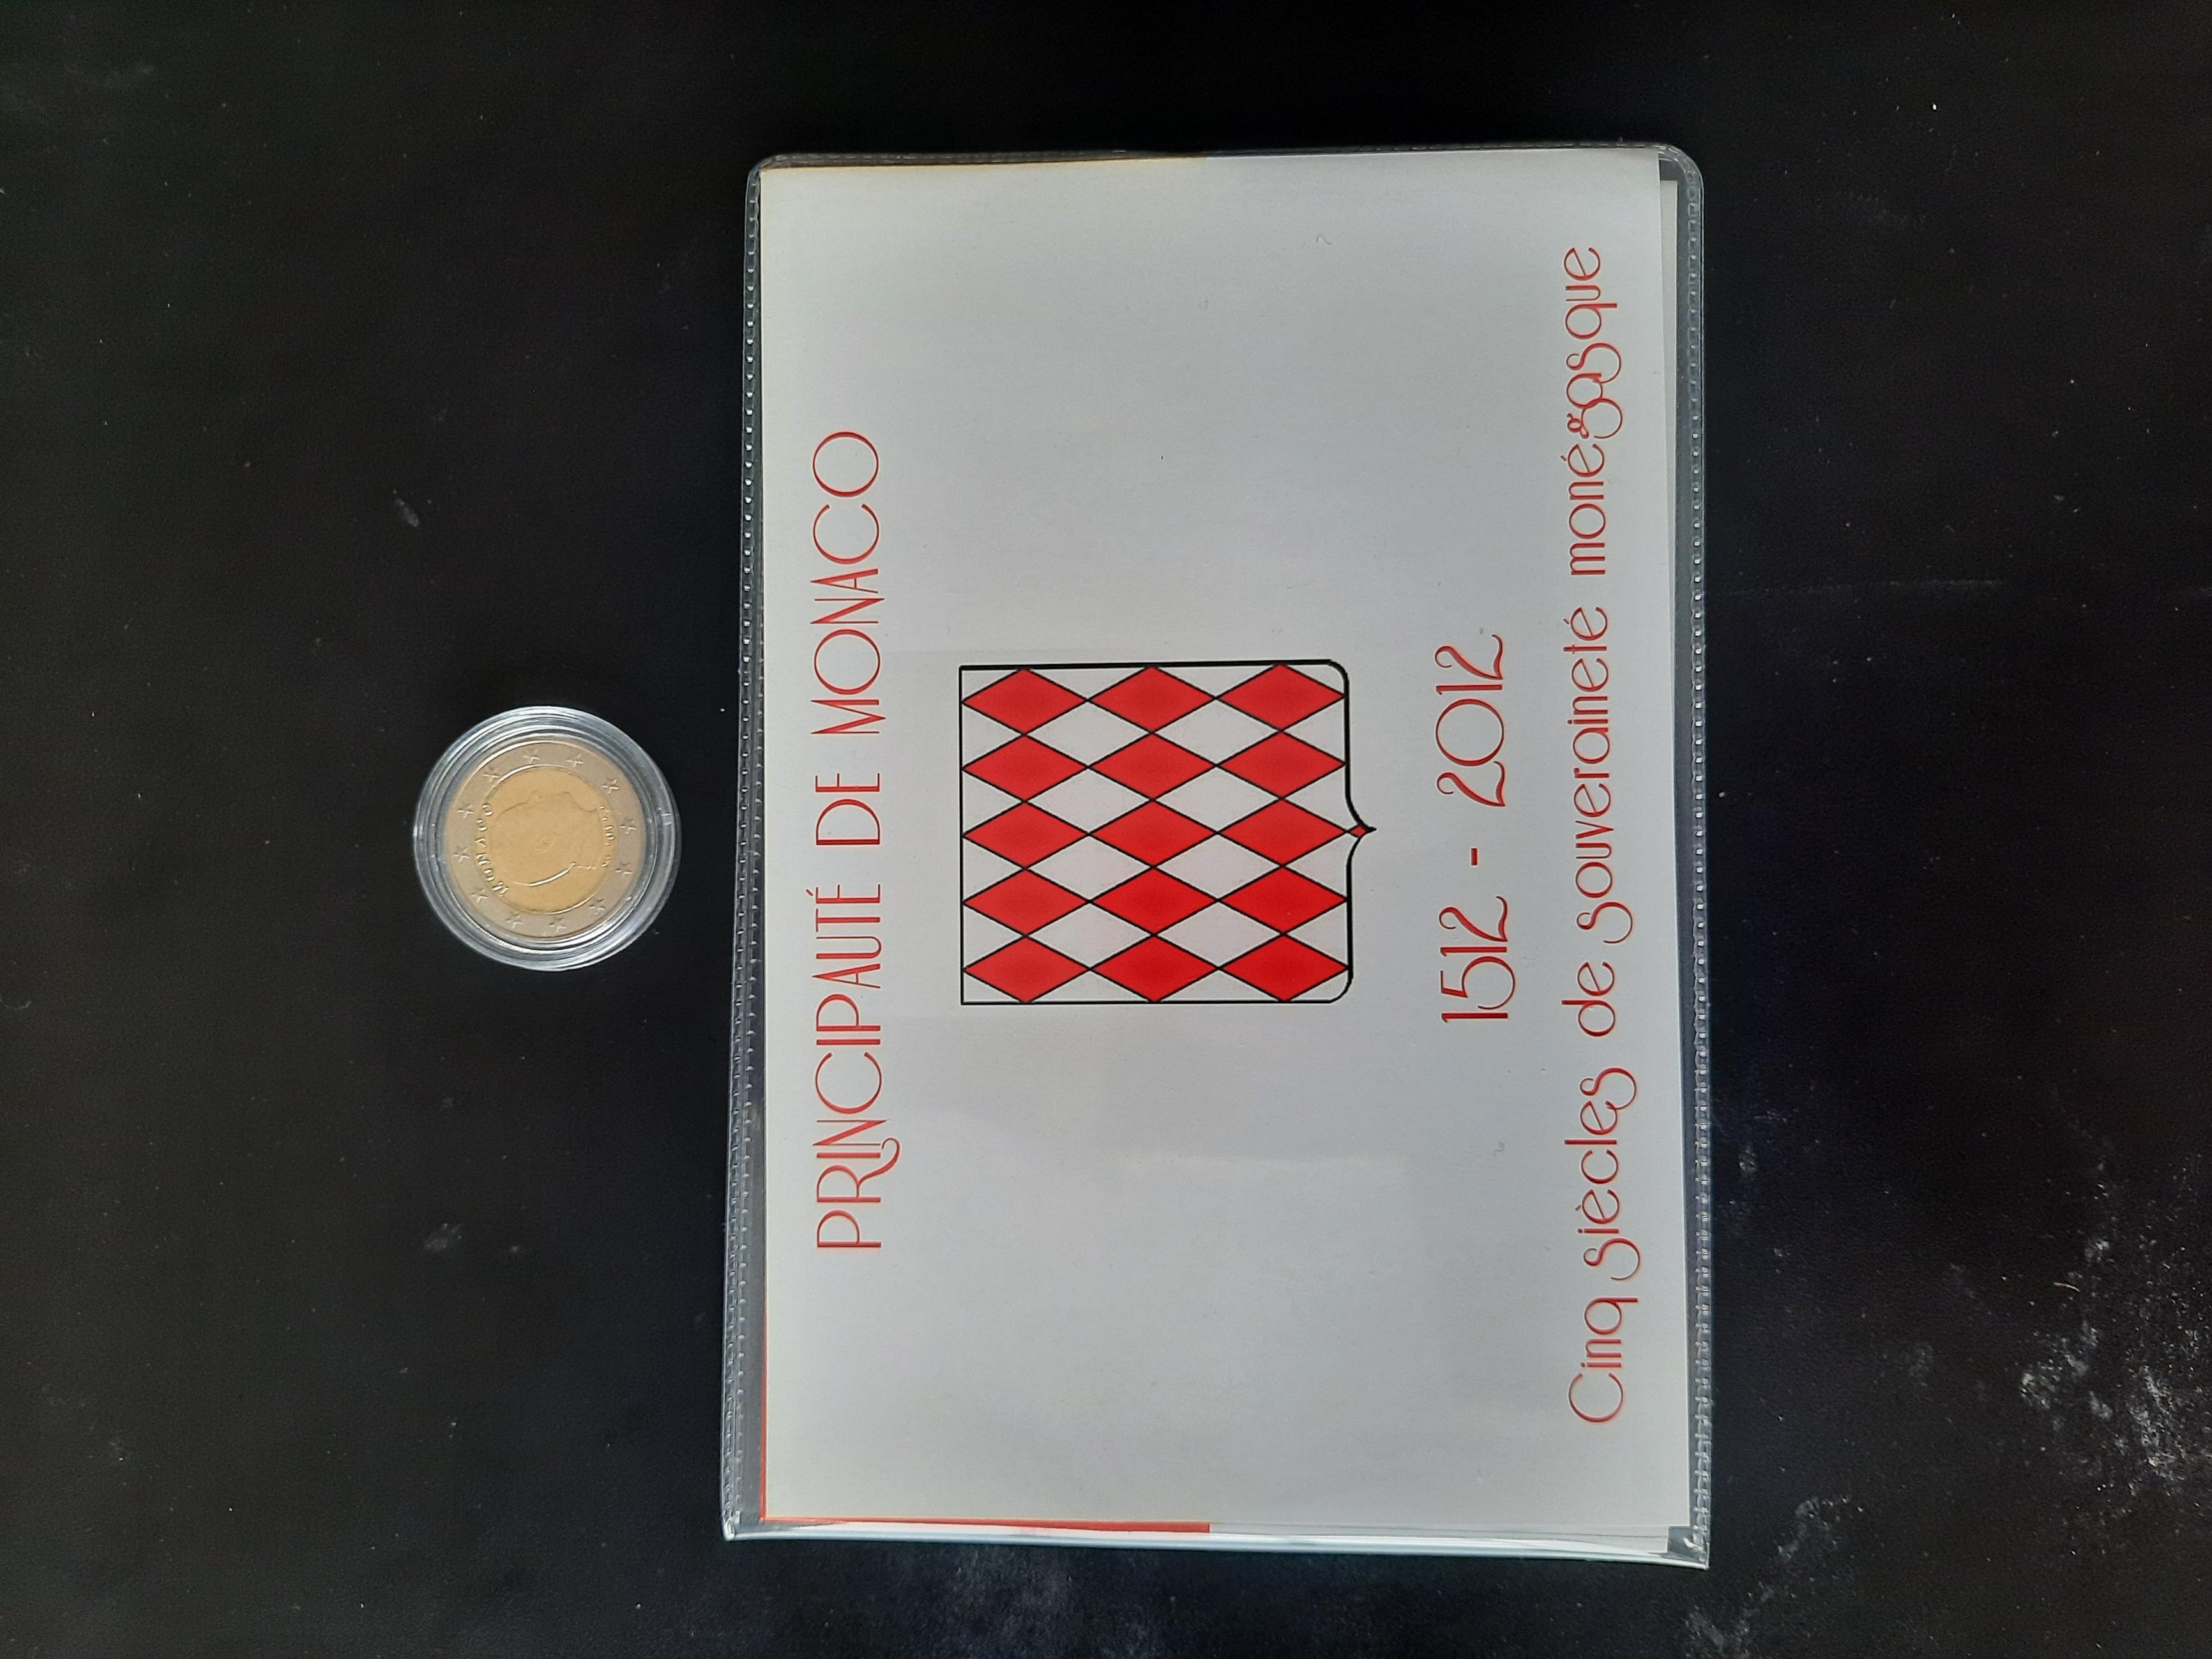 MONACO
PRINCIPAUTÉ DE MONACO
1512 - 2012
Cinq siècles de souveraineté monégasque